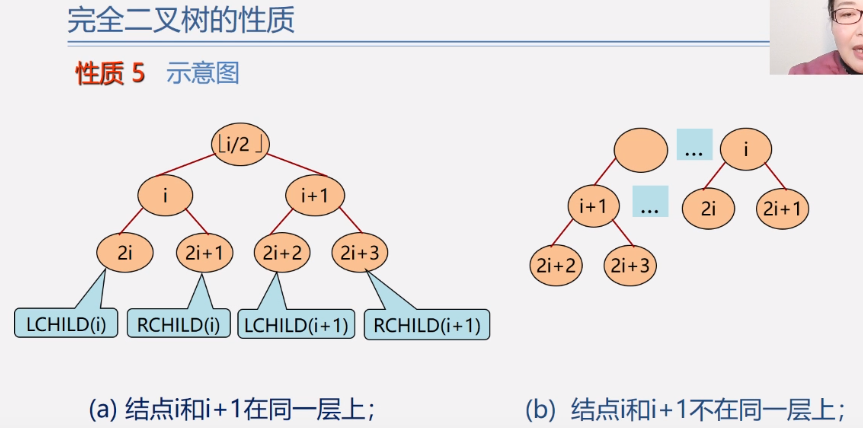 完全二叉树的性质
性质 5 示意图
⌊i/2 ⌋
i i+1
2i 2i+1 2i+2 2i+3
LCHILD(i) RCHILD(i) LCHILD(i+1) RCHILD(i+1)
(a) 结点i和i+1在同一层上;
... i
i+1 ... 2i 2i+1
2i+2 2i+3
(b) 结点i和i+1不在同一层上;